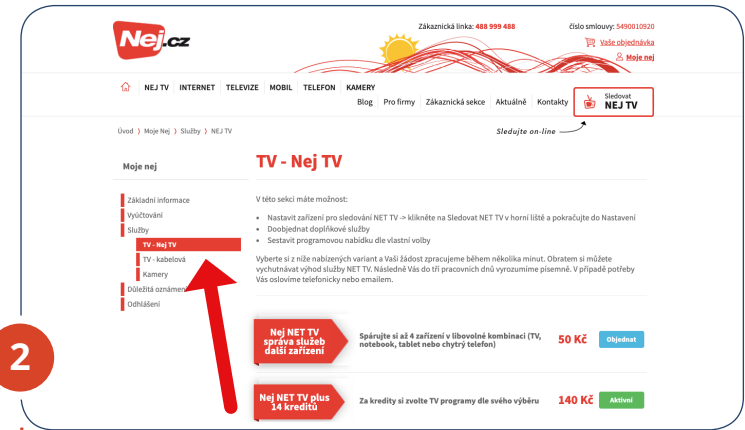 Nej.cz
Zákaznická linka: 488 999 488
číslo smlouvy: 5490010920
Vaše objednávka
Moje nej
NEJ TV INTERNET TELEVIZE MOBIL TELEFON KAMERY
Blog Pro firmy Zákaznická sekce Aktuálně Kontakty
Sledovat
NEJ TV
Úvod ⟩ Moje Nej ⟩ Služby ⟩ NEJ TV
Sledujte on-line
Moje nej
Základní informace
Vyúčtování
Služby
TV - Nej TV
TV - kabelová
Kamery
Důležitá oznámen
Odhlášení
TV - Nej TV
V této sekci máte možnost:
• Nastavit zařízení pro sledování NET TV -> klikněte na Sledovat NET TV v horní liště a pokračujte do Nastavení
• Doobjednat doplňkové služby
• Sestavit programovou nabídku dle vlastní volby
Vyberte si z níže nabízených variant a Vaší žádost zpracujeme během několika minut. Obratem si můžete
vychutnávat výhod služby NET TV. Následně Vás do tří pracovních dnů vyrozumíme písemně. V případě potřeby
Vás oslovíme telefonicky nebo emailem.
2
Nej NET TV
správa služeb
další zařízení
Spárujte si až 4 zařízení v libovolné kombinaci (TV,
notebook, tablet nebo chytrý telefon)
50 Kč
Objednat
Nej NET TV plus
14 kreditů
Za kredity si zvolte TV programy dle svého výběru
140 Kč
Aktivní